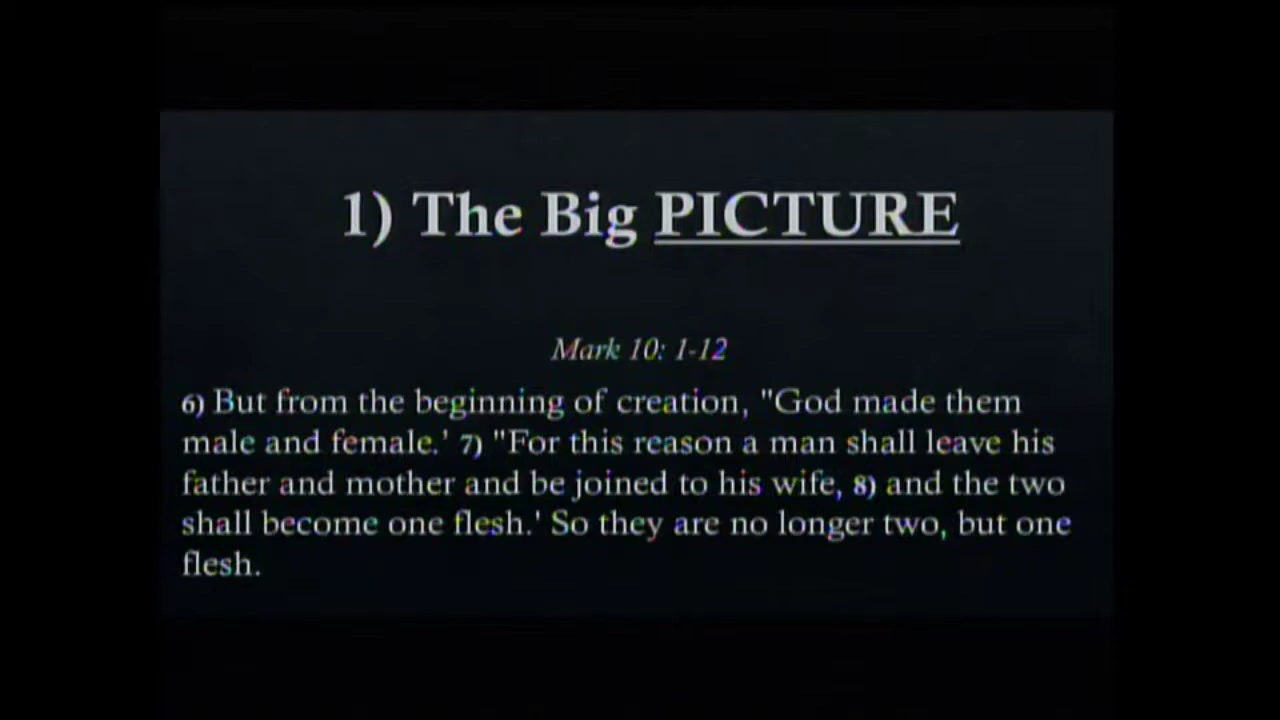 1) The Big PICTURE
Mark 10: 1-12
6) But from the beginning of creation, "God made them
male and female.' 7) "For this reason a man shall leave his
father and mother and be joined to his wife, 8) and the two
shall become one flesh.' So they are no longer two, but one
flesh.